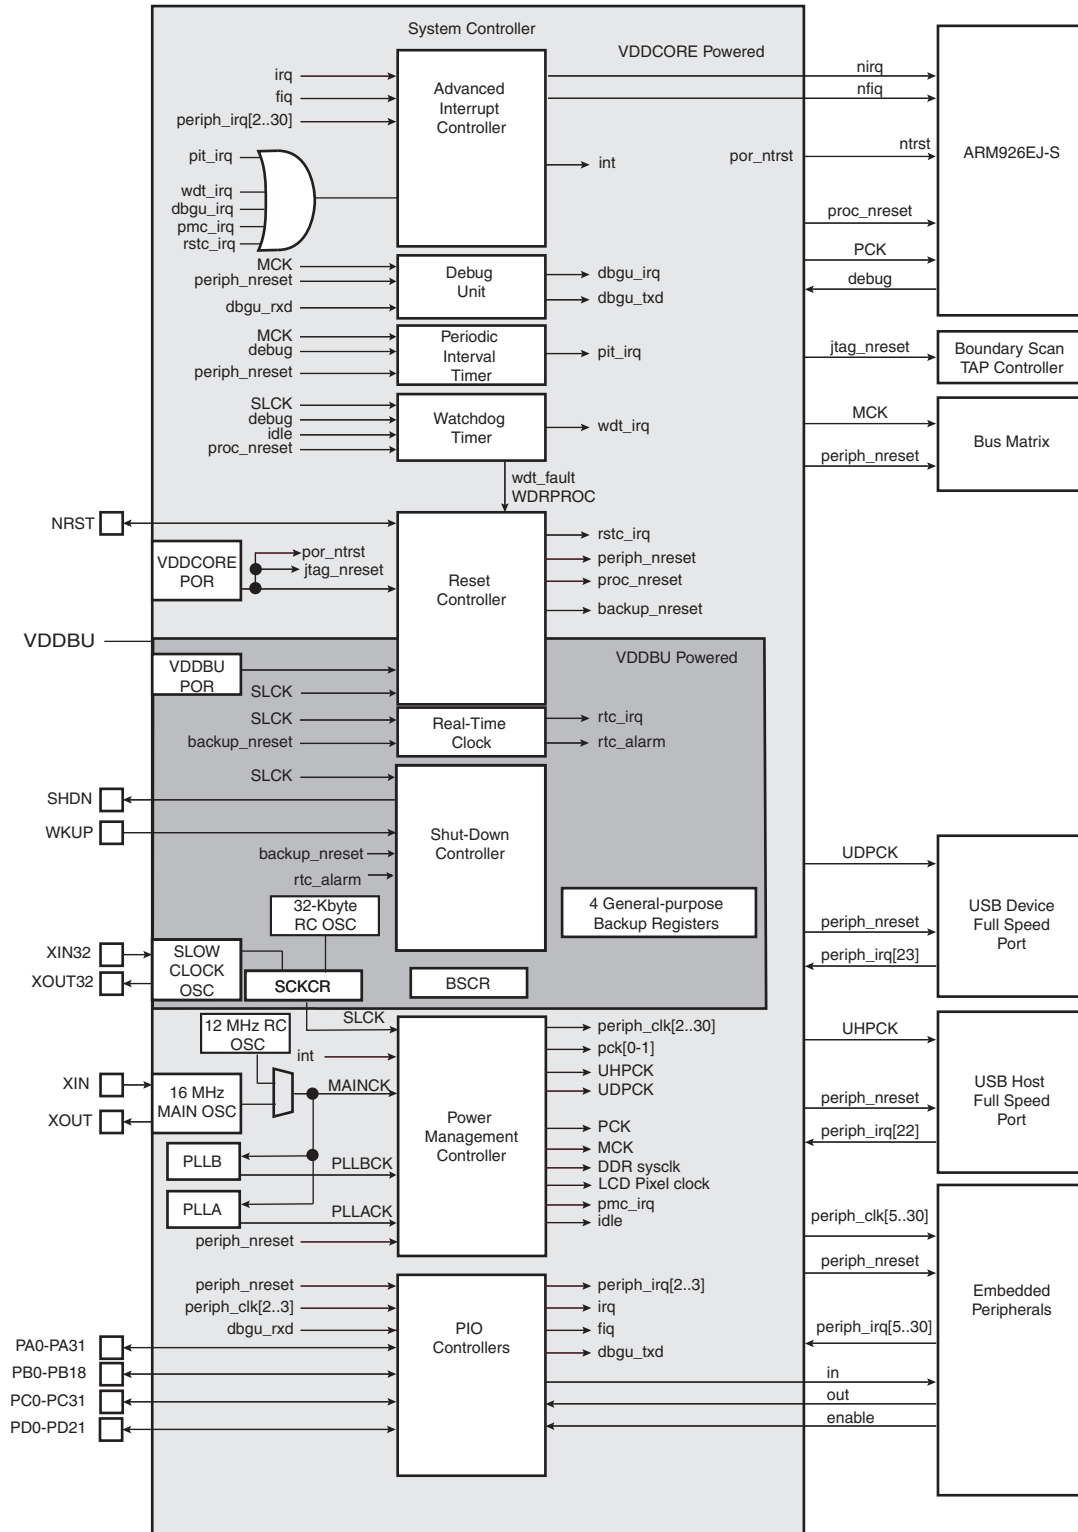 System Controller
VDDCORE Powered
irq
fiq
periph_irq[2..30]
pit_irq
wdt_irq
dbgu_irq
pmc_irq
rstc_irq
Advanced
Interrupt
Controller
int
por_ntrst
nirq
nfiq
ntrst
proc_nreset
PCK
debug
ARM926EJ-S
MCK
periph_nreset
dbgu_rxd
Debug
Unit
dbgu_irq
dbgu_txd
MCK
debug
periph_nreset
Periodic
Interval
Timer
pit_irq
jtag_nreset
Boundary Scan
TAP Controller
SLCK
debug
idle
proc_nreset
Watchdog
Timer
wdt_irq
MCK
periph_nreset
Bus Matrix
wdt_fault
WDRPROC
NRST
VDDCORE
POR
por_ntrst
jtag_nreset
Reset
Controller
rstc_irq
periph_nreset
proc_nreset
backup_nreset
VDDBU
VDDBU Powered
VDDBU
POR
SLCK
SLCK
backup_nreset
Real-Time
Clock
rtc_irq
rtc_alarm
SLCK
SHDN
WKUP
backup_nreset
rtc_alarm
Shut-Down
Controller
4 General-purpose
Backup Registers
UDPCK
periph_nreset
periph_irq[23]
USB Device
Full Speed
Port
32-Kbyte
RC OSC
XIN32
XOUT32
SLOW
CLOCK
OSC
SCKCR
BSCR
SLCK
12 MHz RC
OSC
int
XIN
XOUT
16 MHz
MAIN OSC
MAINCK
PLLB
PLLBCK
PLLA
PLLACK
periph_nreset
Power
Management
Controller
periph_clk[2..30]
pck[0-1]
UHPCK
UDPCK
PCK
MCK
DDR sysclk
LCD Pixel clock
pmc_irq
idle
UHPCK
periph_nreset
periph_irq[22]
USB Host
Full Speed
Port
periph_nreset
periph_clk[2..3]
dbgu_rxd
PA0-PA31
PB0-PB18
PC0-PC31
PD0-PD21
PIO
Controllers
periph_irq[2..3]
irq
fiq
dbgu_txd
periph_clk[5..30]
periph_nreset
periph_irq[5..30]
in
out
enable
Embedded
Peripherals